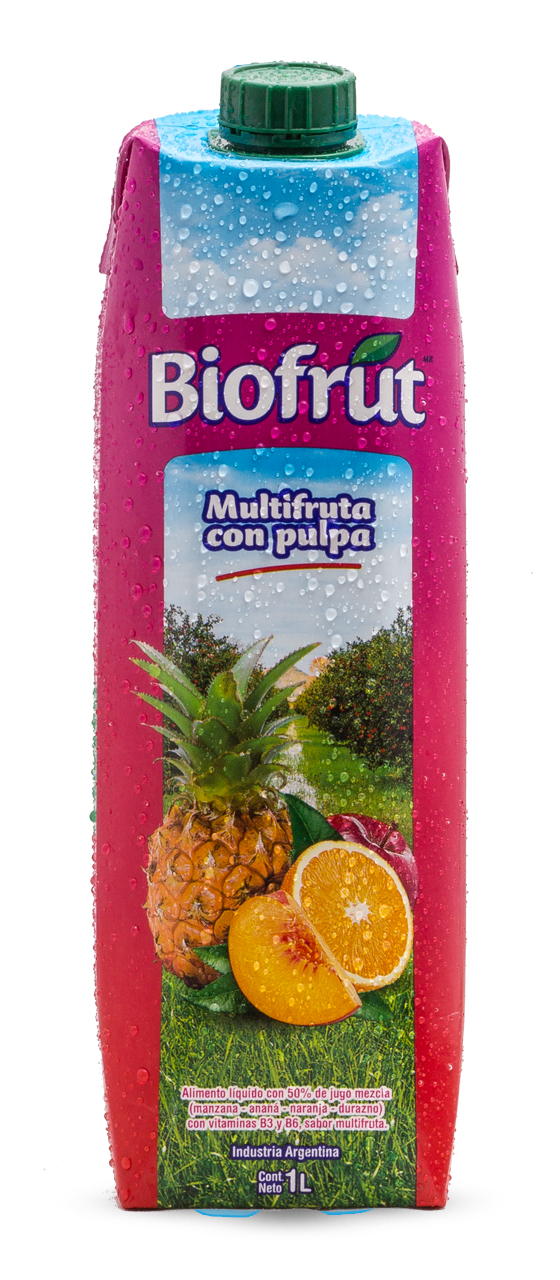 Biofrut MR
Multifruta
con pulpa
Alimento líquido con 50% de jugo mezcla
(manzana - ananá - naranja - durazno)
con vitaminas B3 y B6, sabor multifruta.
Industria Argentina
Cont.
Neto 1L